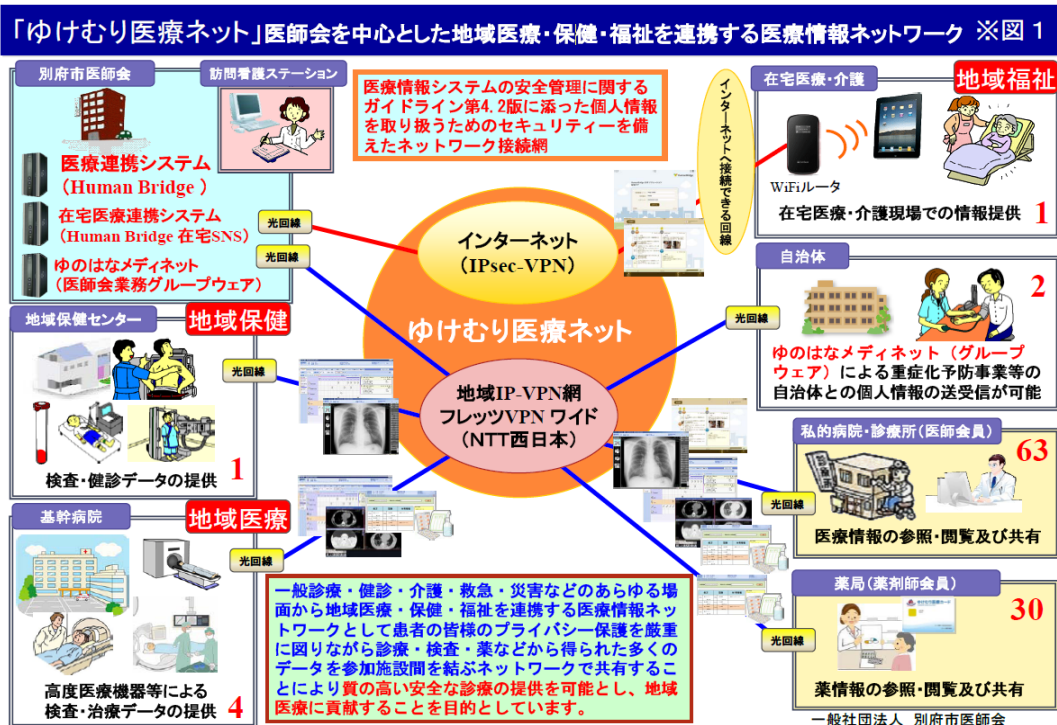 「ゆけむり医療ネット」医師会を中心とした地域医療・保健・福祉を連携する医療情報ネットワーク ※図1
別府市医師会
訪問看護ステーション
医療連携システム
(Human Bridge )
在宅医療連携システム
(Human Bridge 在宅SNS)
ゆのはなメディネット
(医師会業務グループウェア)
光回線
光回線
医療情報システムの安全管理に関する
ガイドライン第4.2版に添った個人情報
を取り扱うためのセキュリティーを備
えたネットワーク接続網
インターネットへ接続できる回線
在宅医療・介護
地域福祉
WiFiルータ
在宅医療・介護現場での情報提供
1
インターネット
(IPsec-VPN)
ゆけむり医療ネット
地域IP-VPN網
フレッツVPN ワイド
(NTT西日本)
自治体
光回線
2
ゆのはなメディネット(グループ
ウェア)による重症化予防事業等の
自治体との個人情報の送受信が可能
地域保健センター
地域保健
光回線
検査・健診データの提供
1
私的病院・診療所(医師会員)
63
診療所
光回線
医療情報の参照・閲覧及び共有
基幹病院
地域医療
光回線
高度医療機器等による
検査・治療データの提供
4
一般診療・健診・介護・救急・災害などのあらゆる場
面から地域医療・保健・福祉を連携する医療情報ネッ
トワークとして患者の皆様のプライバシー保護を厳重
に図りながら診療・検査・薬などから得られた多くの
データを参加施設間を結ぶネットワークで共有するこ
とにより質の高い安全な診療の提供を可能とし、地域
医療に貢献することを目的としています。
薬局(薬剤師会員)
30
光回線
薬情報の参照・閲覧及び共有
一般社団法人 別府市医師会